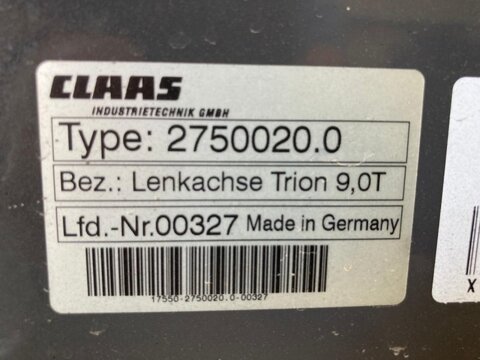 CLAAS
INDUSTRIETECHNIK GMBH
Type: 2750020.0
Bez.: Lenkachse Trion 9,0T
Lfd.-Nr.00327 Made in Germany
17550-2750020.0-00327
X